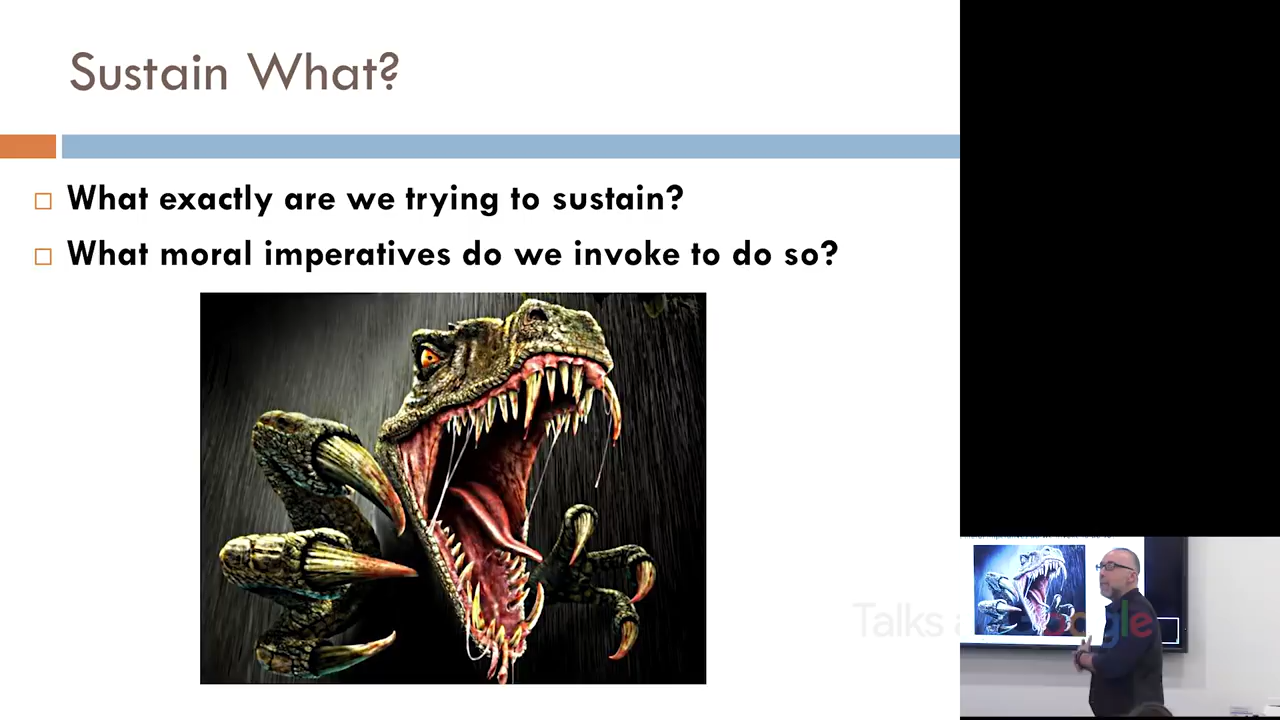 Sustain What?
What exactly are we trying to sustain?
What moral imperatives do we invoke to do so?
Talks at Google